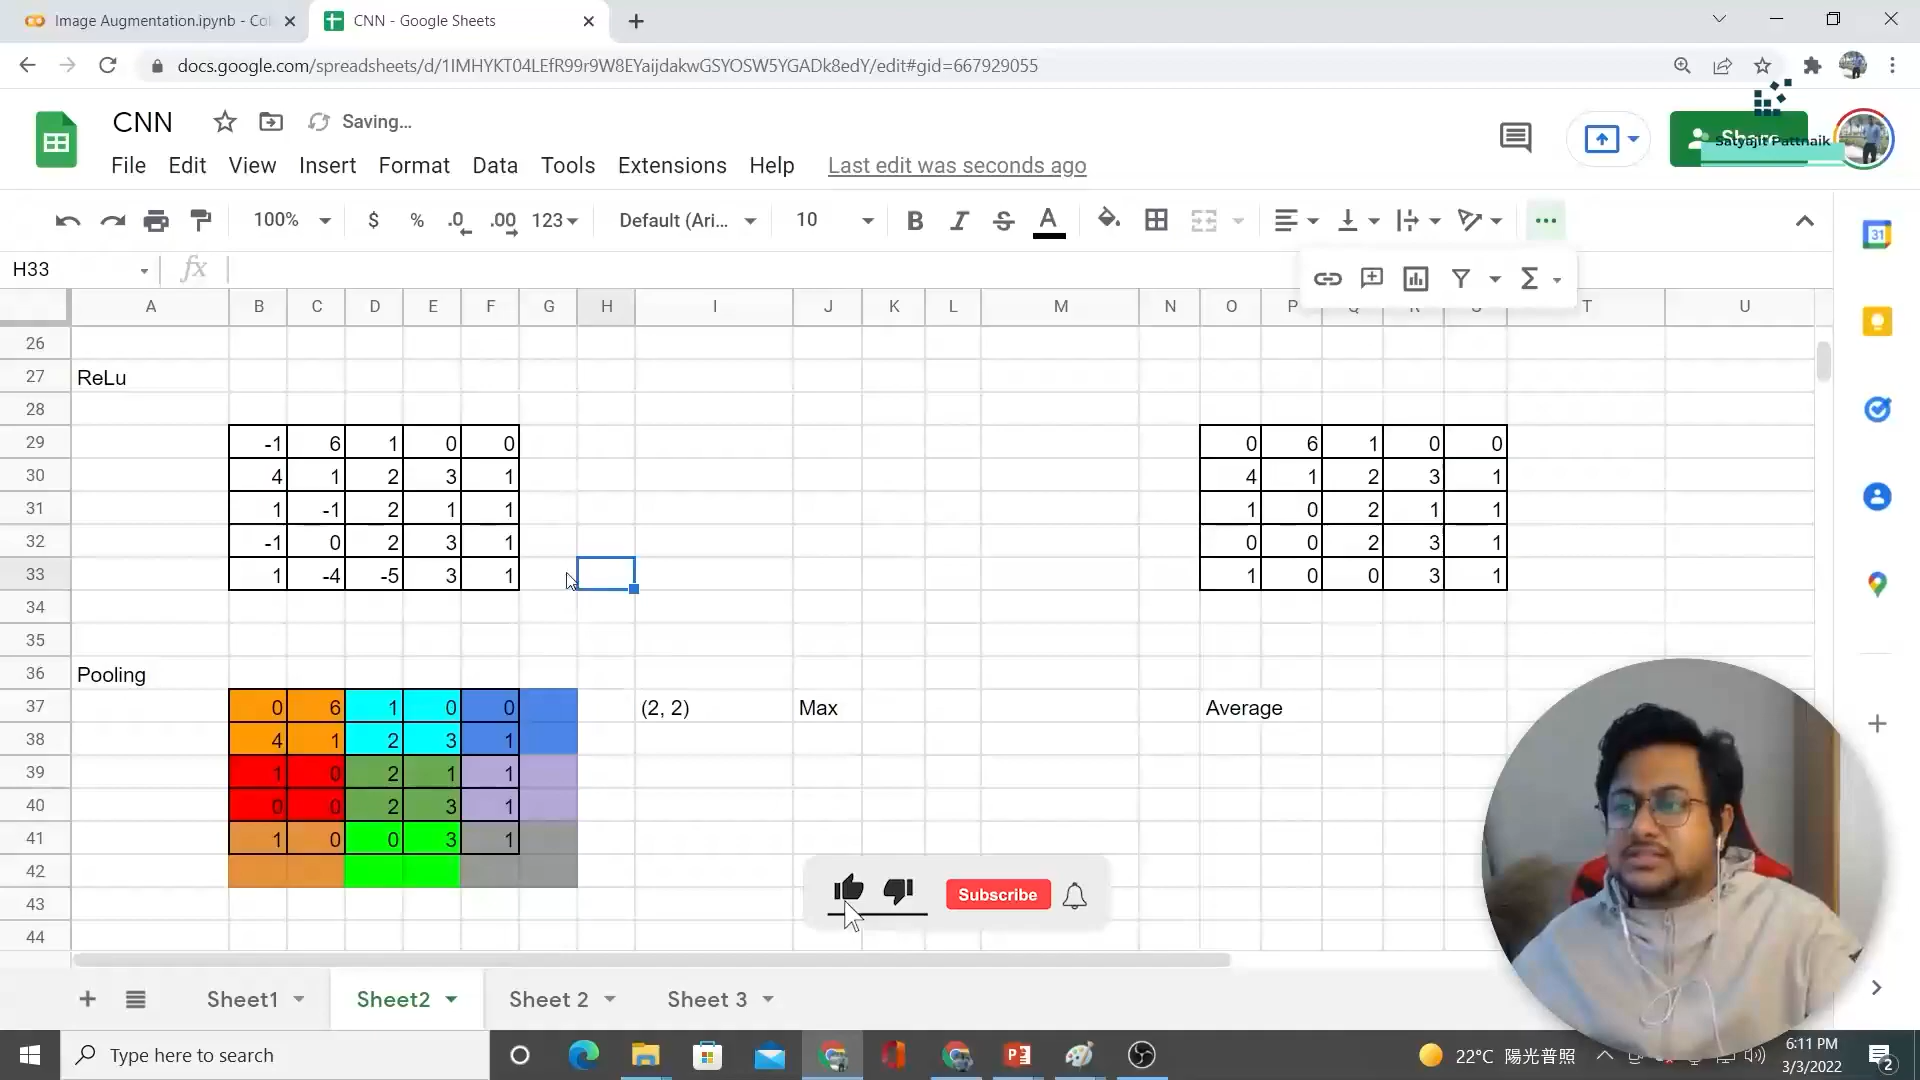 Image Augmentation.ipynb - Co
CNN - Google Sheets
docs.google.com/spreadsheets/d/1IMHYKT04LEfR99r9W8EYaijdakwGSYOSW5YGADk8edY/edit#gid=667929055
CNN
Saving…
Share
Satyajit Pattnaik
File Edit View Insert Format Data Tools Extensions Help Last edit was seconds ago
100% $ % .0 .00 123 Default (Ari... 10 B I S A
31
H33 fx
A B C D E F G H I J K L M N O P Q R S T U
26
27 ReLu
28
29 -1 6 1 0 0 0 6 1 0 0
30 4 1 2 3 1 4 1 2 3 1
31 1 -1 2 1 1 1 0 2 1 1
32 -1 0 2 3 1 0 0 2 3 1
33 1 -4 -5 3 1 1 0 0 3 1
34
35
36 Pooling
37 0 6 1 0 0 (2, 2) Max Average
38 4 1 2 3 1
39 1 0 2 1 1
40 0 0 2 3 1
41 1 0 0 3 1
42
43
44
Subscribe
Sheet1 Sheet2 Sheet 2 Sheet 3
Type here to search
22°C 陽光普照
6:11 PM
3/3/2022
2